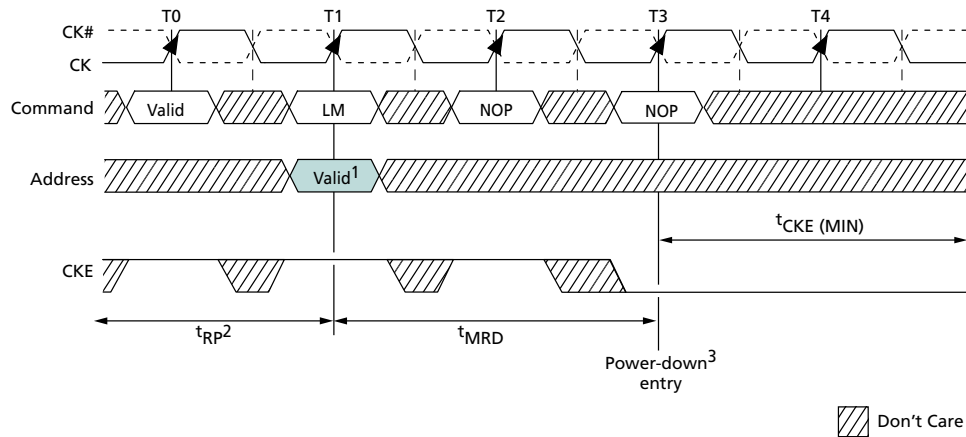 T0 T1 T2 T3 T4
CK#
CK
Command Valid LM NOP NOP
Address Valid1
tCKE (MIN)
CKE
tRP2 tMRD
Power-down3
entry
Don't Care